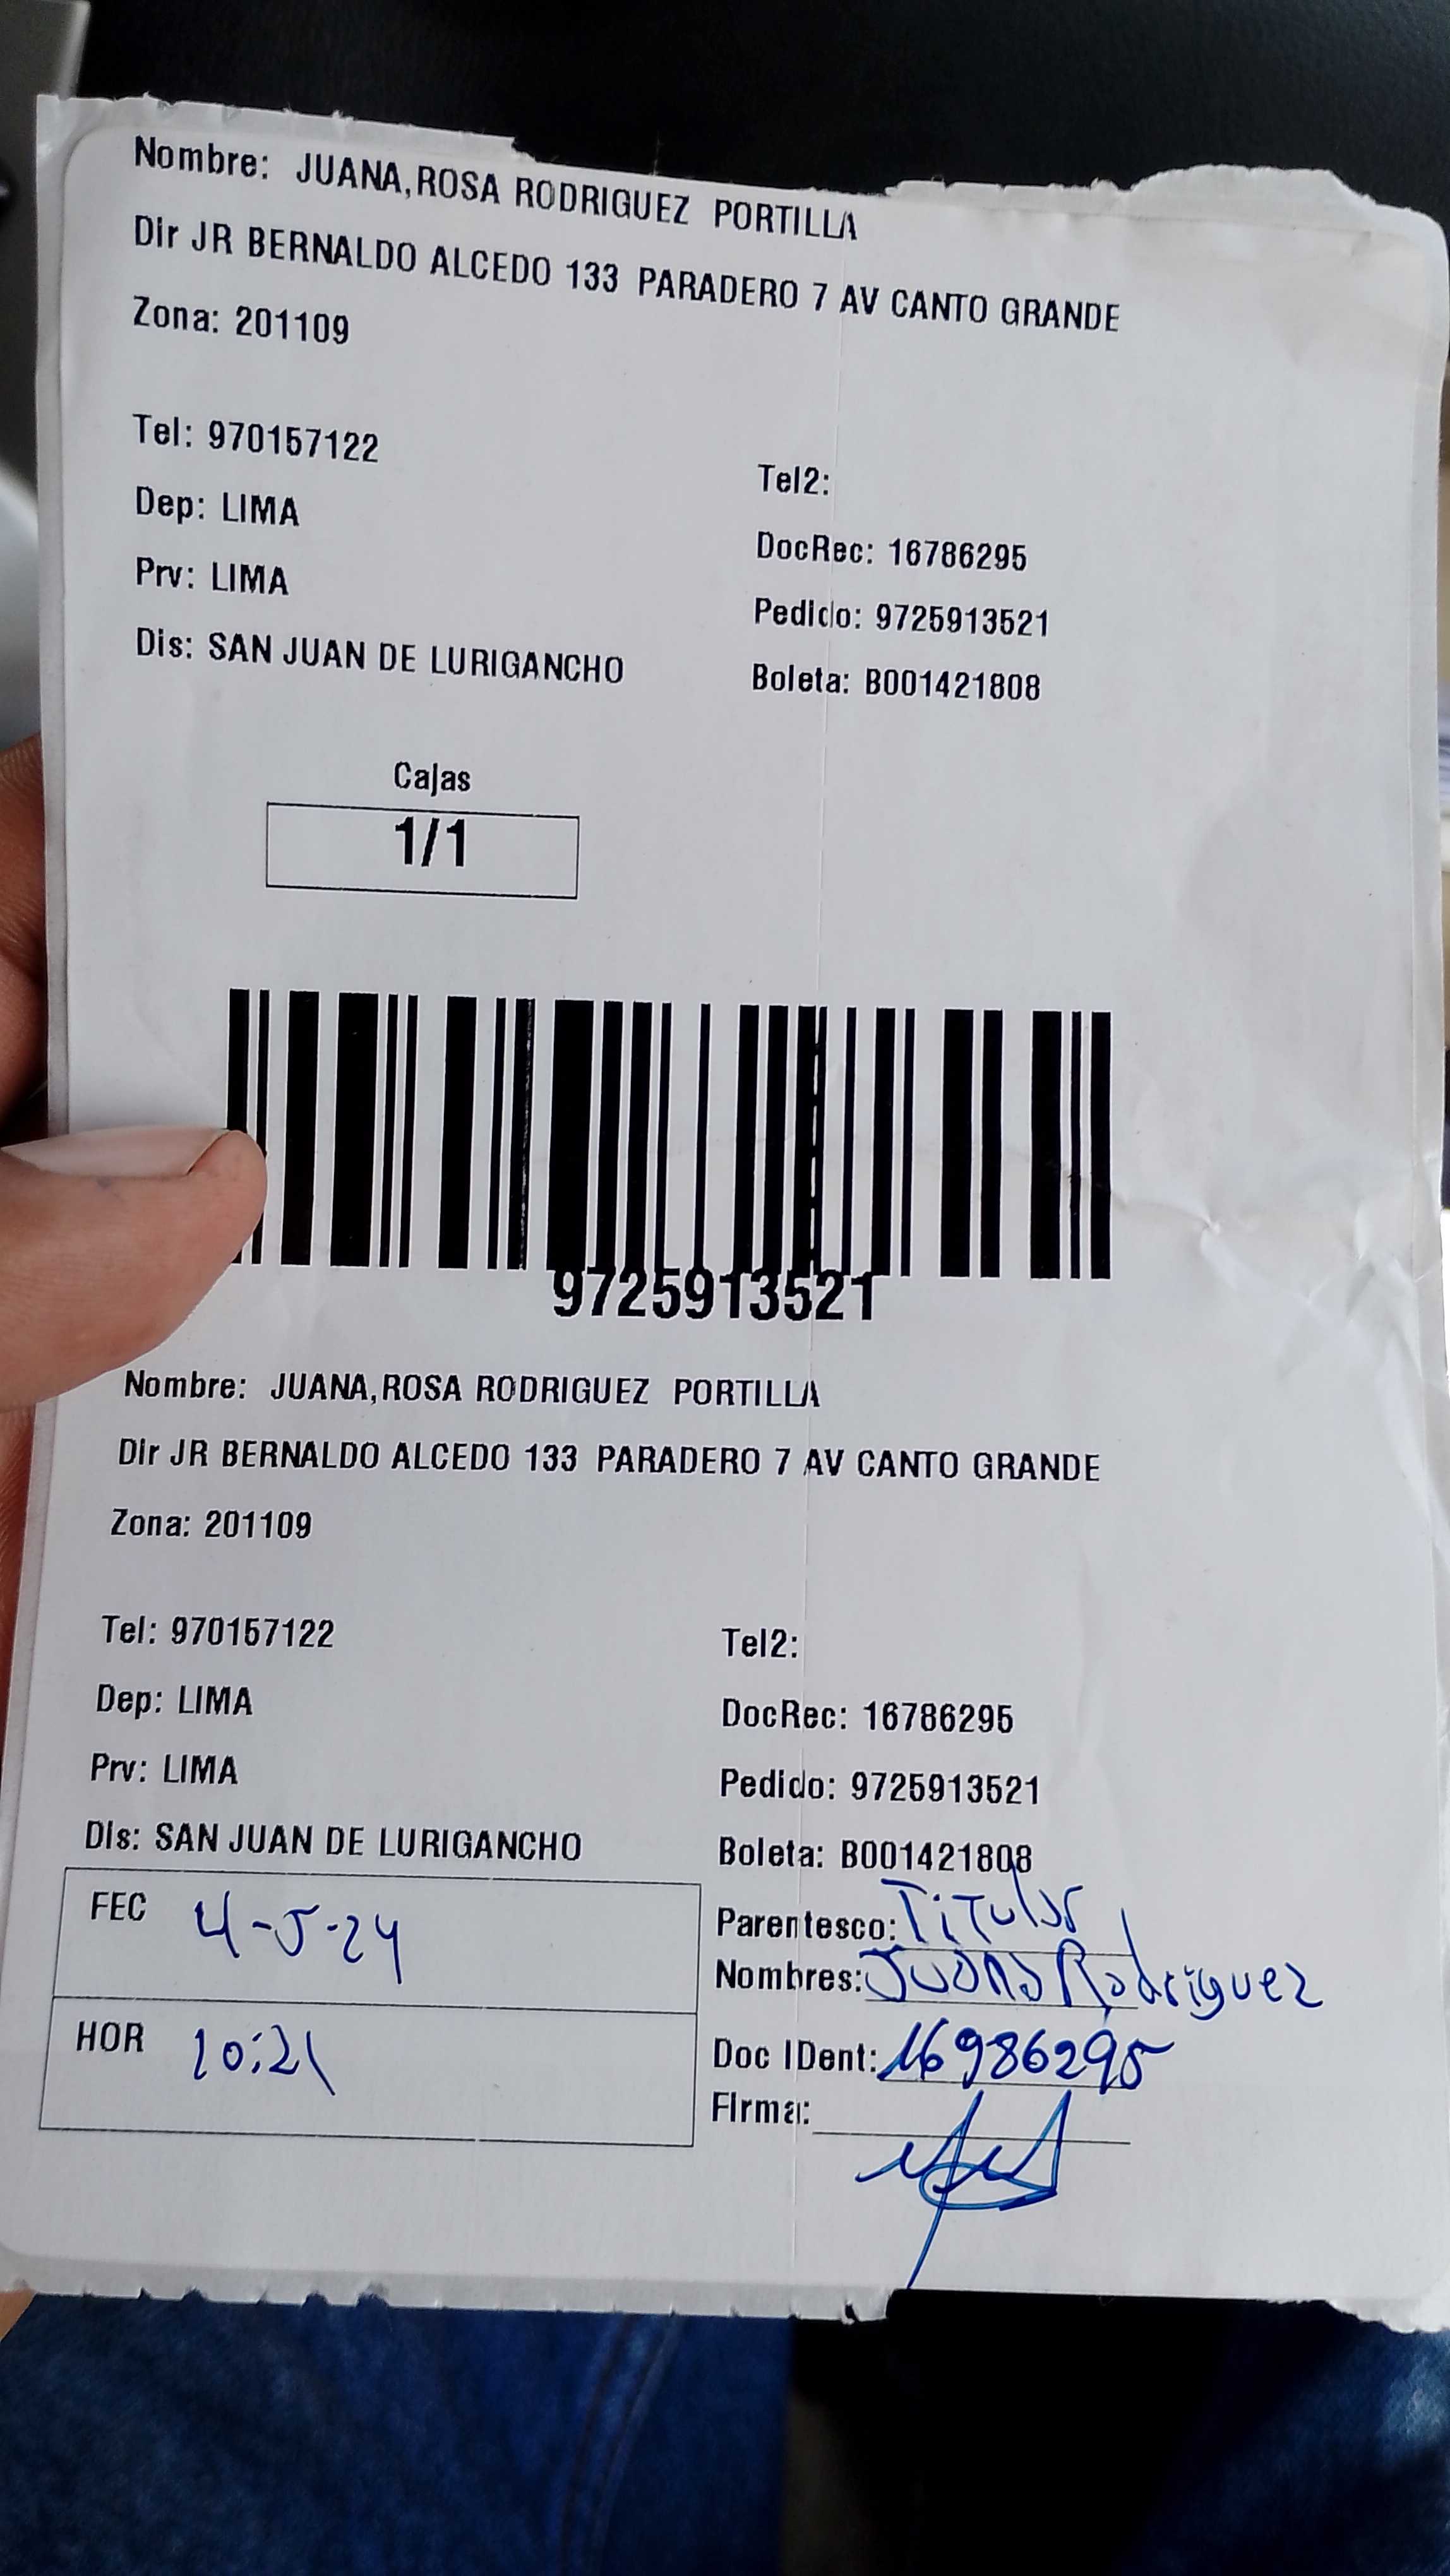 Nombre: JUANA,ROSA RODRIGUEZ PORTILLA
Dir JR BERNALDO ALCEDO 133 PARADERO 7 AV CANTO GRANDE
Zona: 201109
Tel: 970157122
Tel2:
Dep: LIMA
DocRec: 16786295
Prv: LIMA
Pedido: 9725913521
Dis: SAN JUAN DE LURIGANCHO
Boleta: B001421808
Cajas
1/1
9725913521
Nombre: JUANA,ROSA RODRIGUEZ PORTILLA
Dir JR BERNALDO ALCEDO 133 PARADERO 7 AV CANTO GRANDE
Zona: 201109
Tel: 970157122
Tel2:
Dep: LIMA
DocRec: 16786295
Prv: LIMA
Pedido: 9725913521
Dis: SAN JUAN DE LURIGANCHO
Boleta: B001421808
FEC 4-5-24
Parentesco: Titular
Nombres: Juana Rodriguez
HOR 10:21
Doc IDent: 16986295
Firma: